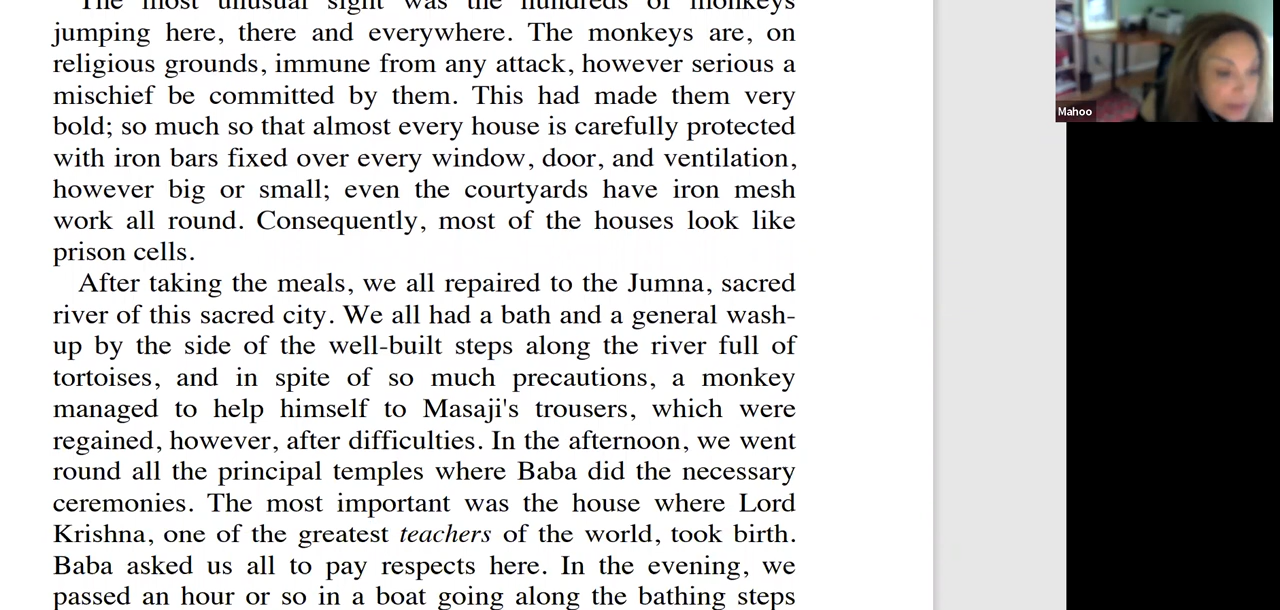 The most unusual sight was the hundreds of monkeys
jumping here, there and everywhere. The monkeys are, on
religious grounds, immune from any attack, however serious a
mischief be committed by them. This had made them very
bold; so much so that almost every house is carefully protected
with iron bars fixed over every window, door, and ventilation,
however big or small; even the courtyards have iron mesh
work all round. Consequently, most of the houses look like
prison cells.
After taking the meals, we all repaired to the Jumna, sacred
river of this sacred city. We all had a bath and a general wash-
up by the side of the well-built steps along the river full of
tortoises, and in spite of so much precautions, a monkey
managed to help himself to Masaji's trousers, which were
regained, however, after difficulties. In the afternoon, we went
round all the principal temples where Baba did the necessary
ceremonies. The most important was the house where Lord
Krishna, one of the greatest teachers of the world, took birth.
Baba asked us all to pay respects here. In the evening, we
passed an hour or so in a boat going along the bathing steps
Mahoo